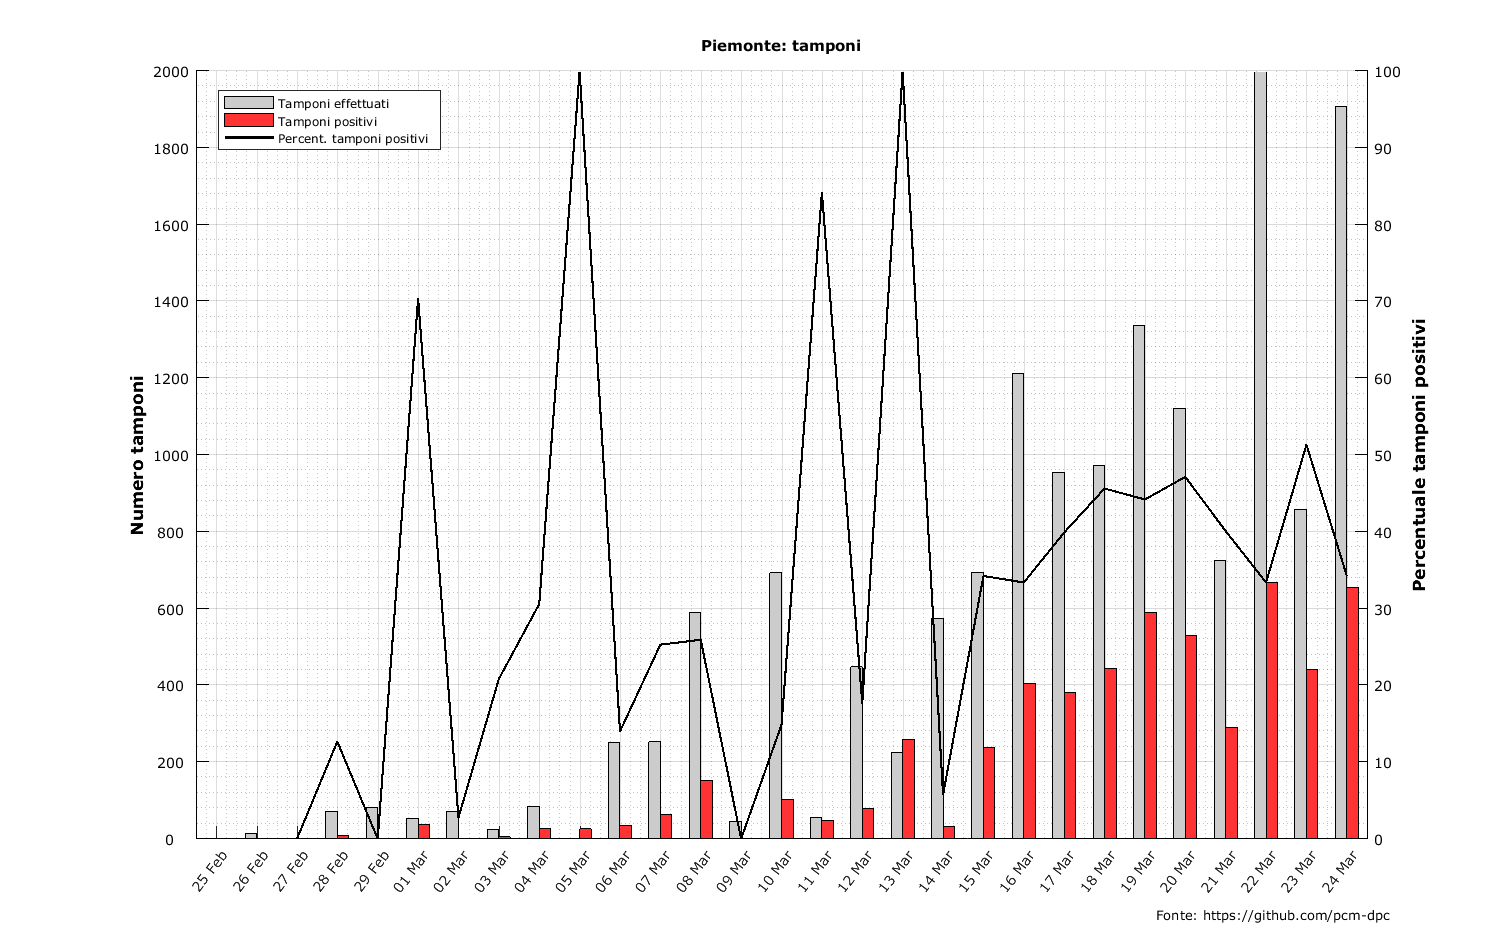 Piemonte: tamponi
Tamponi effettuati
Tamponi positivi
Percent. tamponi positivi
Numero tamponi
2000
1800
1600
1400
1200
1000
800
600
400
200
0
100
90
80
70
60
50
40
30
20
10
0
Percentuale tamponi positivi
25 Feb
26 Feb
27 Feb
28 Feb
29 Feb
01 Mar
02 Mar
03 Mar
04 Mar
05 Mar
06 Mar
07 Mar
08 Mar
09 Mar
10 Mar
11 Mar
12 Mar
13 Mar
14 Mar
15 Mar
16 Mar
17 Mar
18 Mar
19 Mar
20 Mar
21 Mar
22 Mar
23 Mar
24 Mar
Fonte: https://github.com/pcm-dpc